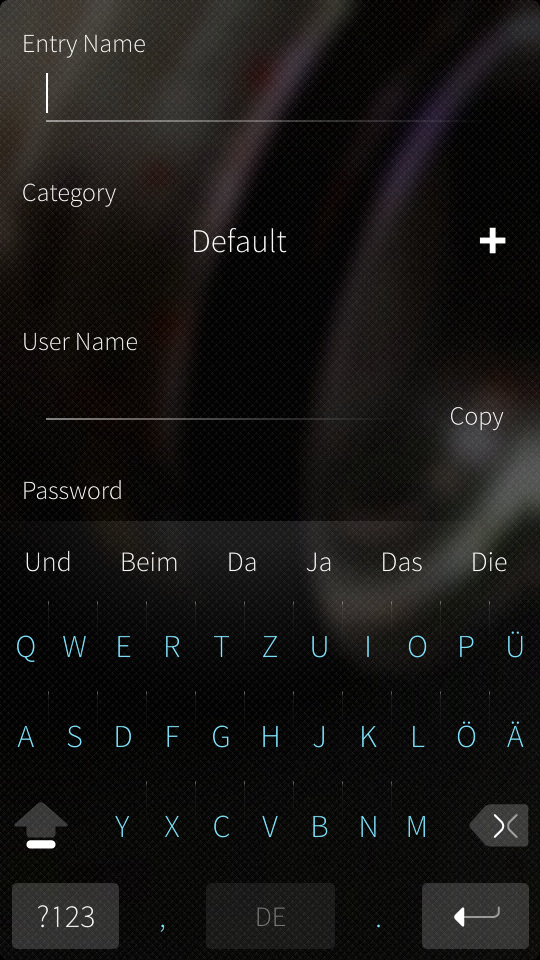 Entry Name
Category
Default
User Name
Copy
Password
Und Beim Da Ja Das Die
Q W E R T Z U I O P Ü
A S D F G H J K L Ö Ä
Y X C V B N M
?123 , DE .